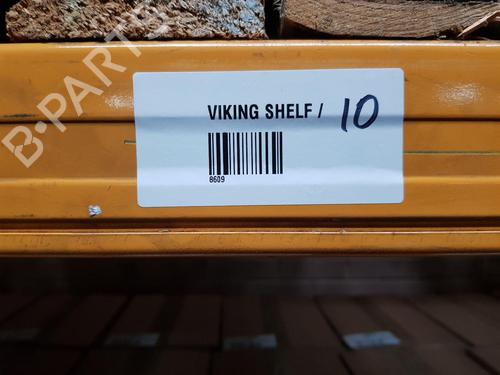 VIKING SHELF / 10
8609
B-PARTS